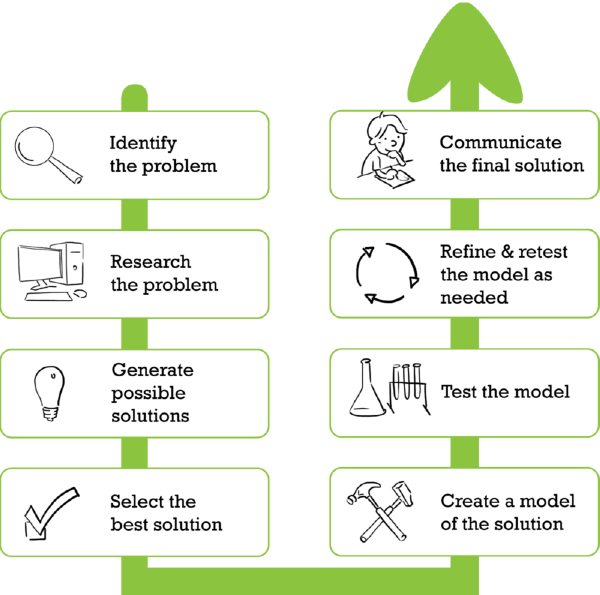 Identify
the problem
Research
the problem
Generate
possible
solutions
Select the
best solution
Create a model
of the solution
Test the model
Refine & retest
the model as
needed
Communicate
the final solution